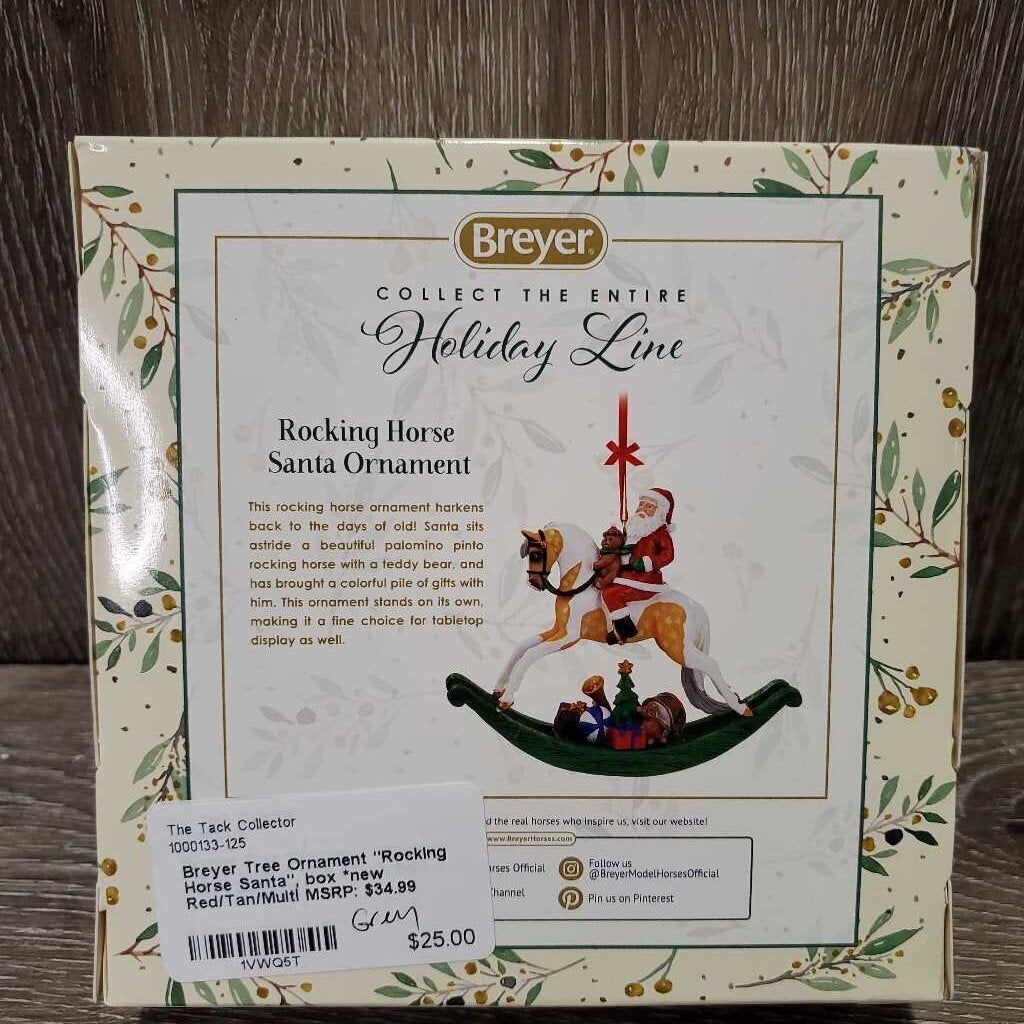 Breyer
COLLECT THE ENTIRE
Holiday Line
Rocking Horse
Santa Ornament
This rocking horse ornament harkens
back to the days of old! Santa sits
astride a beautiful palomino pinto
rocking horse with a teddy bear, and
has brought a colorful pile of gifts with
him. This ornament stands on its own,
making it a fine choice for tabletop
display as well.
d the real horses who inspire us, visit our website!
www.BreyerHorses.com
rses Official
Follow us
@BreyerModelHorsesOfficial
hannel
Pin us on Pinterest
The Tack Collector
1000133-125
Breyer Tree Ornament "Rocking
Horse Santa", box *new
Red/Tan/Multi MSRP: $34.99
Grey
$25.00
1VWQ5T